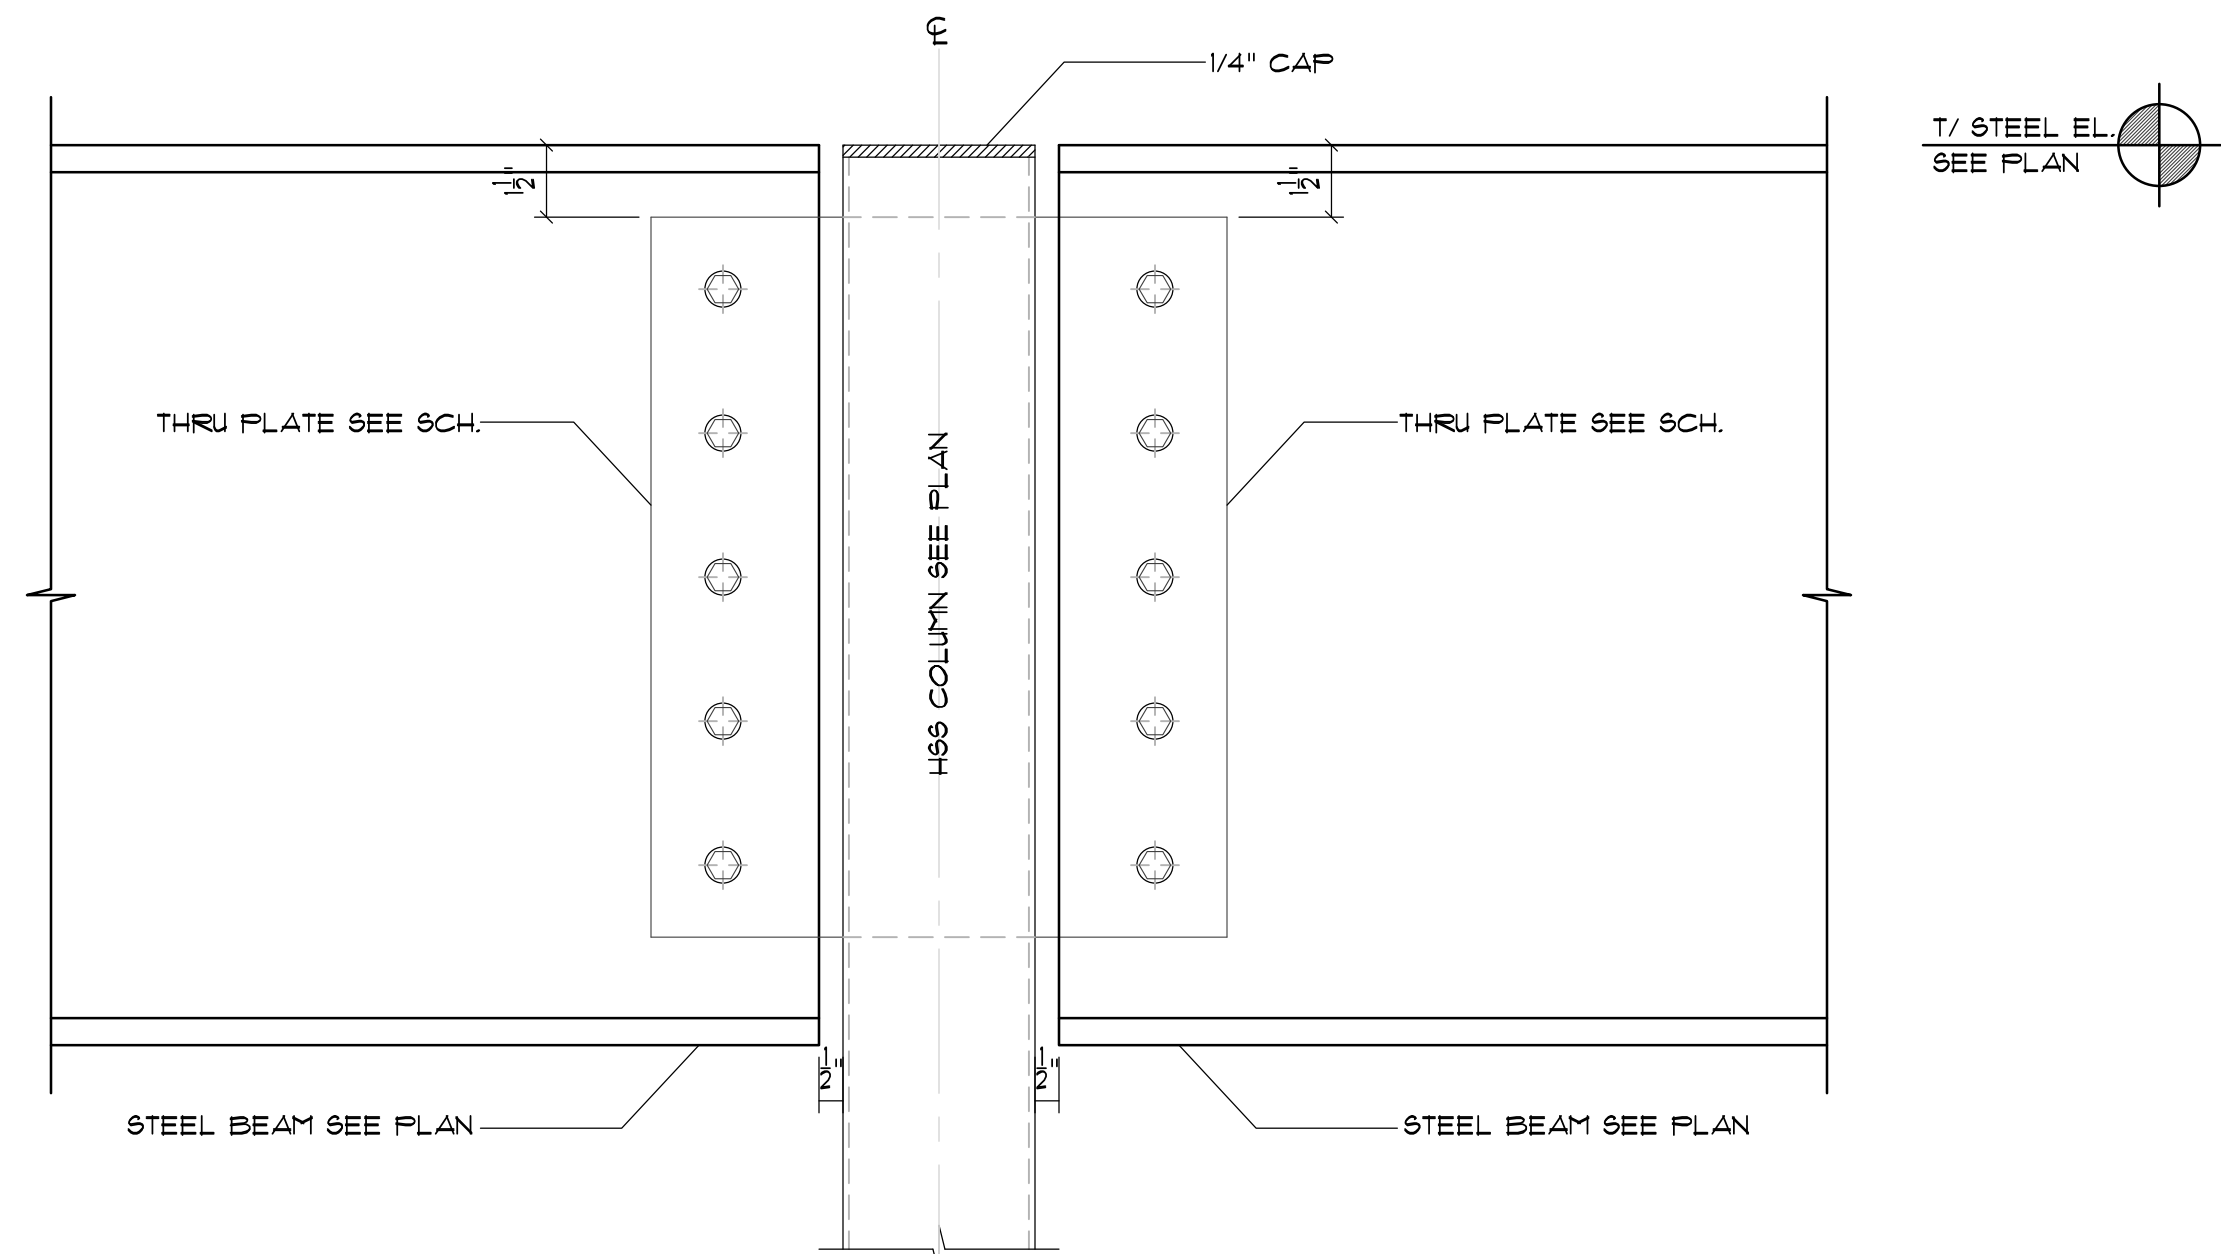 ℄
1/4" CAP
T/ STEEL EL.
SEE PLAN
1 1/2"
1 1/2"
THRU PLATE SEE SCH.
THRU PLATE SEE SCH.
HSS COLUMN SEE PLAN
1/2"
1/2"
STEEL BEAM SEE PLAN
STEEL BEAM SEE PLAN